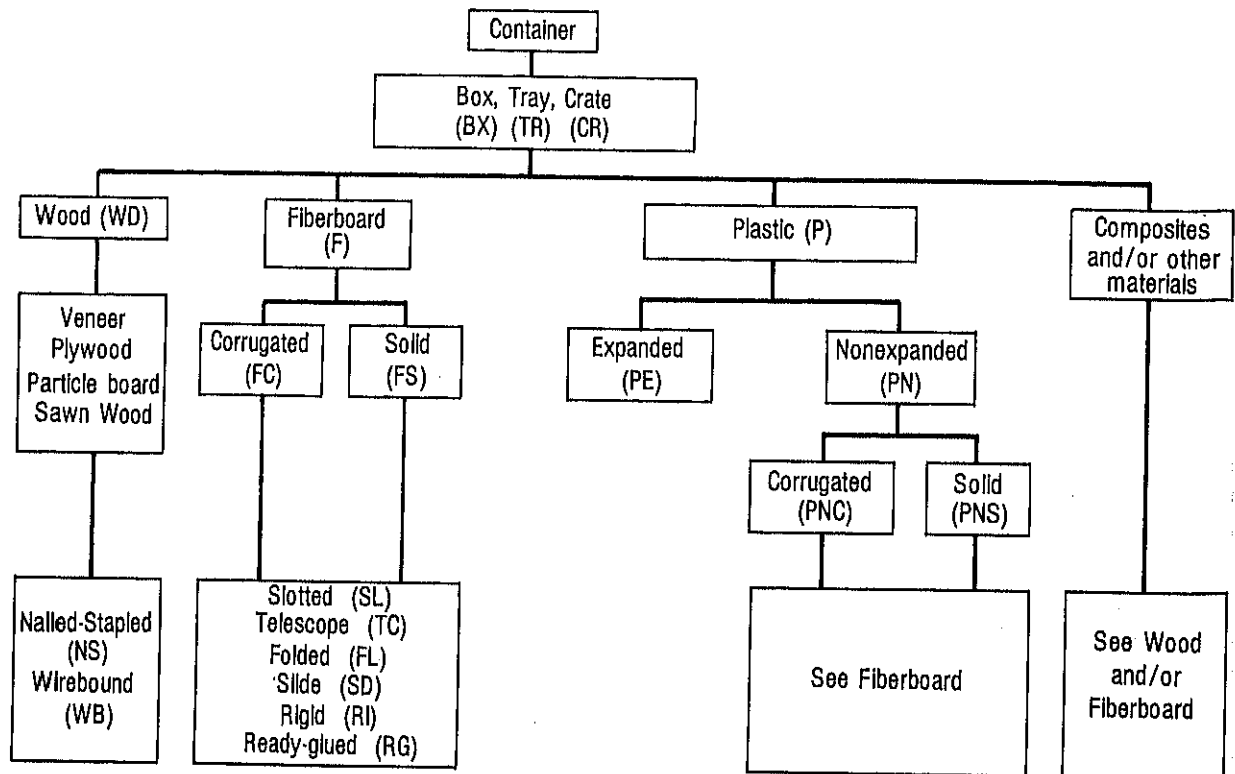 Container
Box, Tray, Crate
(BX) (TR) (CR)
Wood (WD)
Fiberboard
(F)
Plastic (P)
Composites
and/or other
materials
Veneer
Plywood
Particle board
Sawn Wood
Corrugated
(FC)
Solid
(FS)
Expanded
(PE)
Nonexpanded
(PN)
Corrugated
(PNC)
Solid
(PNS)
Nailed-Stapled
(NS)
Wirebound
(WB)
Slotted (SL)
Telescope (TC)
Folded (FL)
Slide (SD)
Rigid (RI)
Ready-glued (RG)
See Fiberboard
See Wood
and/or
Fiberboard